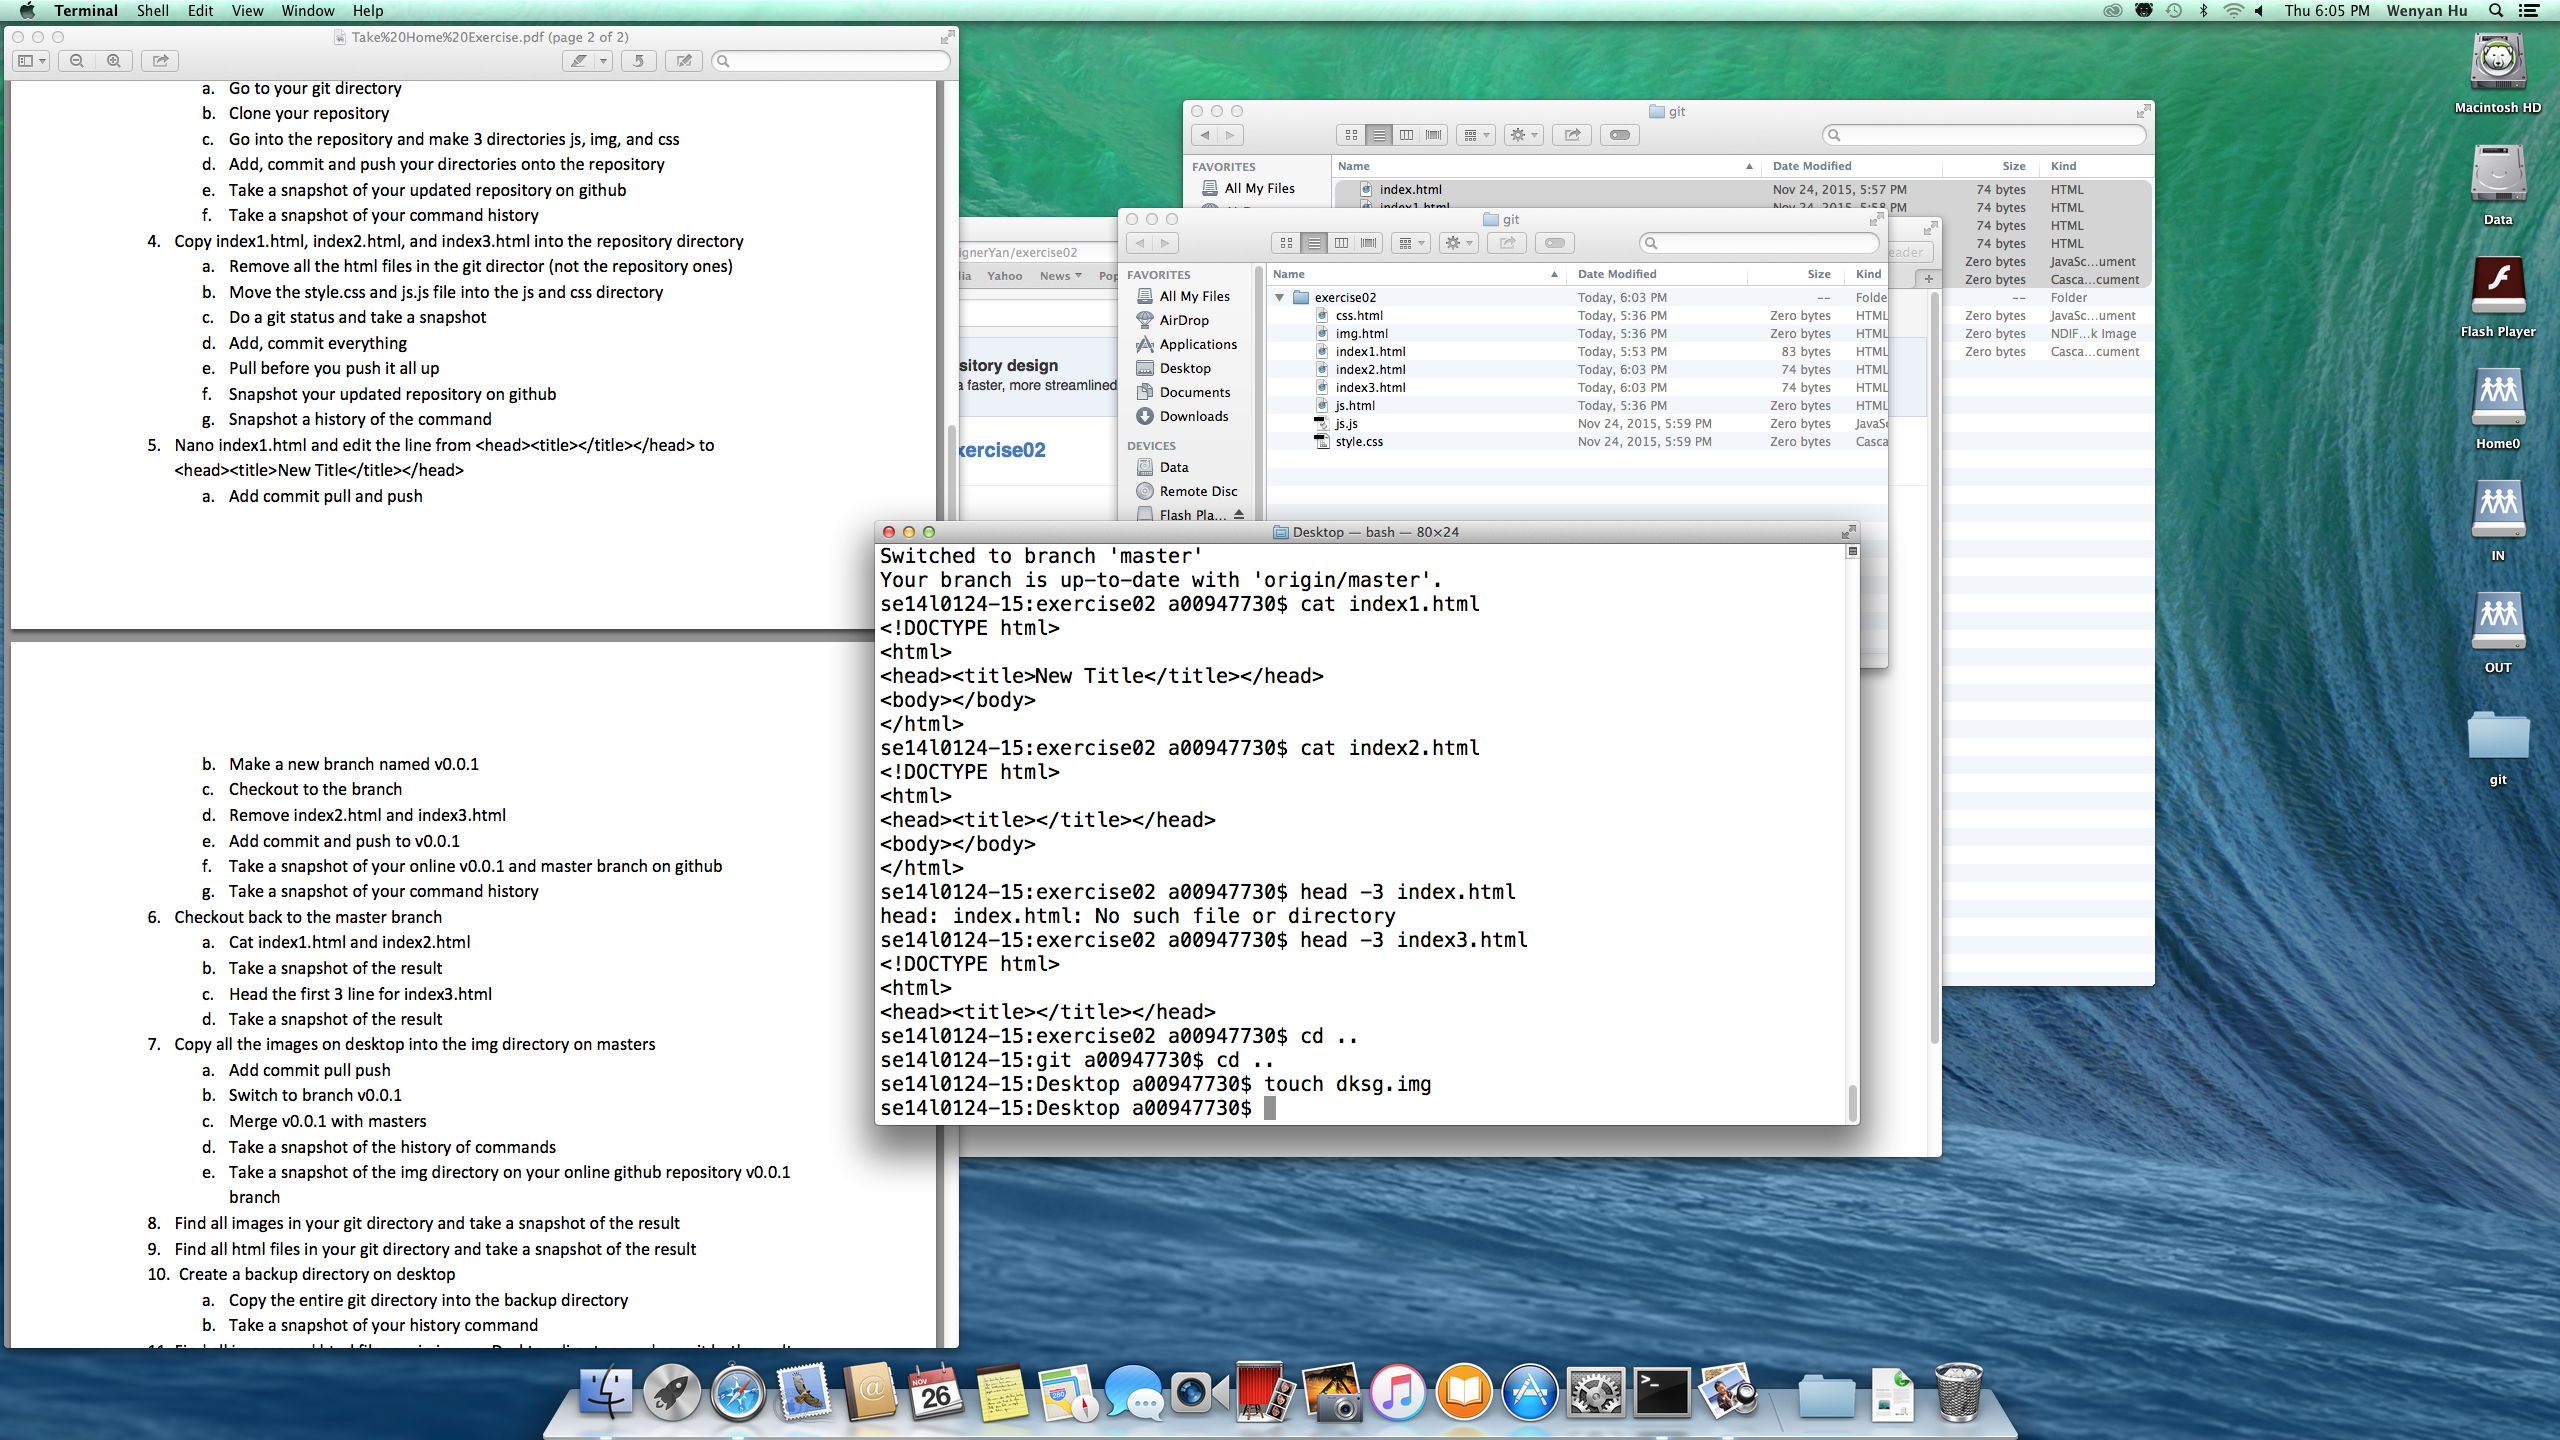 Terminal Shell Edit View Window Help
Thu 6:05 PM Wenyan Hu
Take%20Home%20Exercise.pdf (page 2 of 2)
a. Go to your git directory
b. Clone your repository
c. Go into the repository and make 3 directories js, img, and css
d. Add, commit and push your directories onto the repository
e. Take a snapshot of your updated repository on github
f. Take a snapshot of your command history
4. Copy index1.html, index2.html, and index3.html into the repository directory
a. Remove all the html files in the git director (not the repository ones)
b. Move the style.css and js.js file into the js and css directory
c. Do a git status and take a snapshot
d. Add, commit everything
e. Pull before you push it all up
f. Snapshot your updated repository on github
g. Snapshot a history of the command
5. Nano index1.html and edit the line from <head><title></title></head> to
<head><title>New Title</title></head>
a. Add commit pull and push
b. Make a new branch named v0.0.1
c. Checkout to the branch
d. Remove index2.html and index3.html
e. Add commit and push to v0.0.1
f. Take a snapshot of your online v0.0.1 and master branch on github
g. Take a snapshot of your command history
6. Checkout back to the master branch
a. Cat index1.html and index2.html
b. Take a snapshot of the result
c. Head the first 3 line for index3.html
d. Take a snapshot of the result
7. Copy all the images on desktop into the img directory on masters
a. Add commit pull push
b. Switch to branch v0.0.1
c. Merge v0.0.1 with masters
d. Take a snapshot of the history of commands
e. Take a snapshot of the img directory on your online github repository v0.0.1
branch
8. Find all images in your git directory and take a snapshot of the result
9. Find all html files in your git directory and take a snapshot of the result
10. Create a backup directory on desktop
a. Copy the entire git directory into the backup directory
b. Take a snapshot of your history command
git
FAVORITES
All My Files
Name Date Modified Size Kind
index.html Nov 24, 2015, 5:57 PM 74 bytes HTML
index1.html Nov 24, 2015, 5:58 PM 74 bytes HTML
74 bytes HTML
74 bytes HTML
Zero bytes JavaSc...ument
Zero bytes Casca...cument
-- Folder
Zero bytes JavaSc...ument
Zero bytes NDIF...k Image
Zero bytes Casca...cument
ignerYan/exercise02
eader
ia Yahoo News Pop
sitory design
a faster, more streamlined
xercise02
git
FAVORITES
All My Files
AirDrop
Applications
Desktop
Documents
Downloads
DEVICES
Data
Remote Disc
Flash Pla...
Name Date Modified Size Kind
exercise02 Today, 6:03 PM -- Folde
css.html Today, 5:36 PM Zero bytes HTML
img.html Today, 5:36 PM Zero bytes HTML
index1.html Today, 5:53 PM 83 bytes HTML
index2.html Today, 6:03 PM 74 bytes HTML
index3.html Today, 6:03 PM 74 bytes HTML
js.html Today, 5:36 PM Zero bytes HTML
js.js Nov 24, 2015, 5:59 PM Zero bytes JavaSc
style.css Nov 24, 2015, 5:59 PM Zero bytes Casca
Desktop — bash — 80×24
Switched to branch 'master'
Your branch is up-to-date with 'origin/master'.
se14l0124-15:exercise02 a00947730$ cat index1.html
<!DOCTYPE html>
<html>
<head><title>New Title</title></head>
<body></body>
</html>
se14l0124-15:exercise02 a00947730$ cat index2.html
<!DOCTYPE html>
<html>
<head><title></title></head>
<body></body>
</html>
se14l0124-15:exercise02 a00947730$ head -3 index.html
head: index.html: No such file or directory
se14l0124-15:exercise02 a00947730$ head -3 index3.html
<!DOCTYPE html>
<html>
<head><title></title></head>
se14l0124-15:exercise02 a00947730$ cd ..
se14l0124-15:git a00947730$ cd ..
se14l0124-15:Desktop a00947730$ touch dksg.img
se14l0124-15:Desktop a00947730$
Macintosh HD
Data
Flash Player
Home0
IN
OUT
git
NOV
26